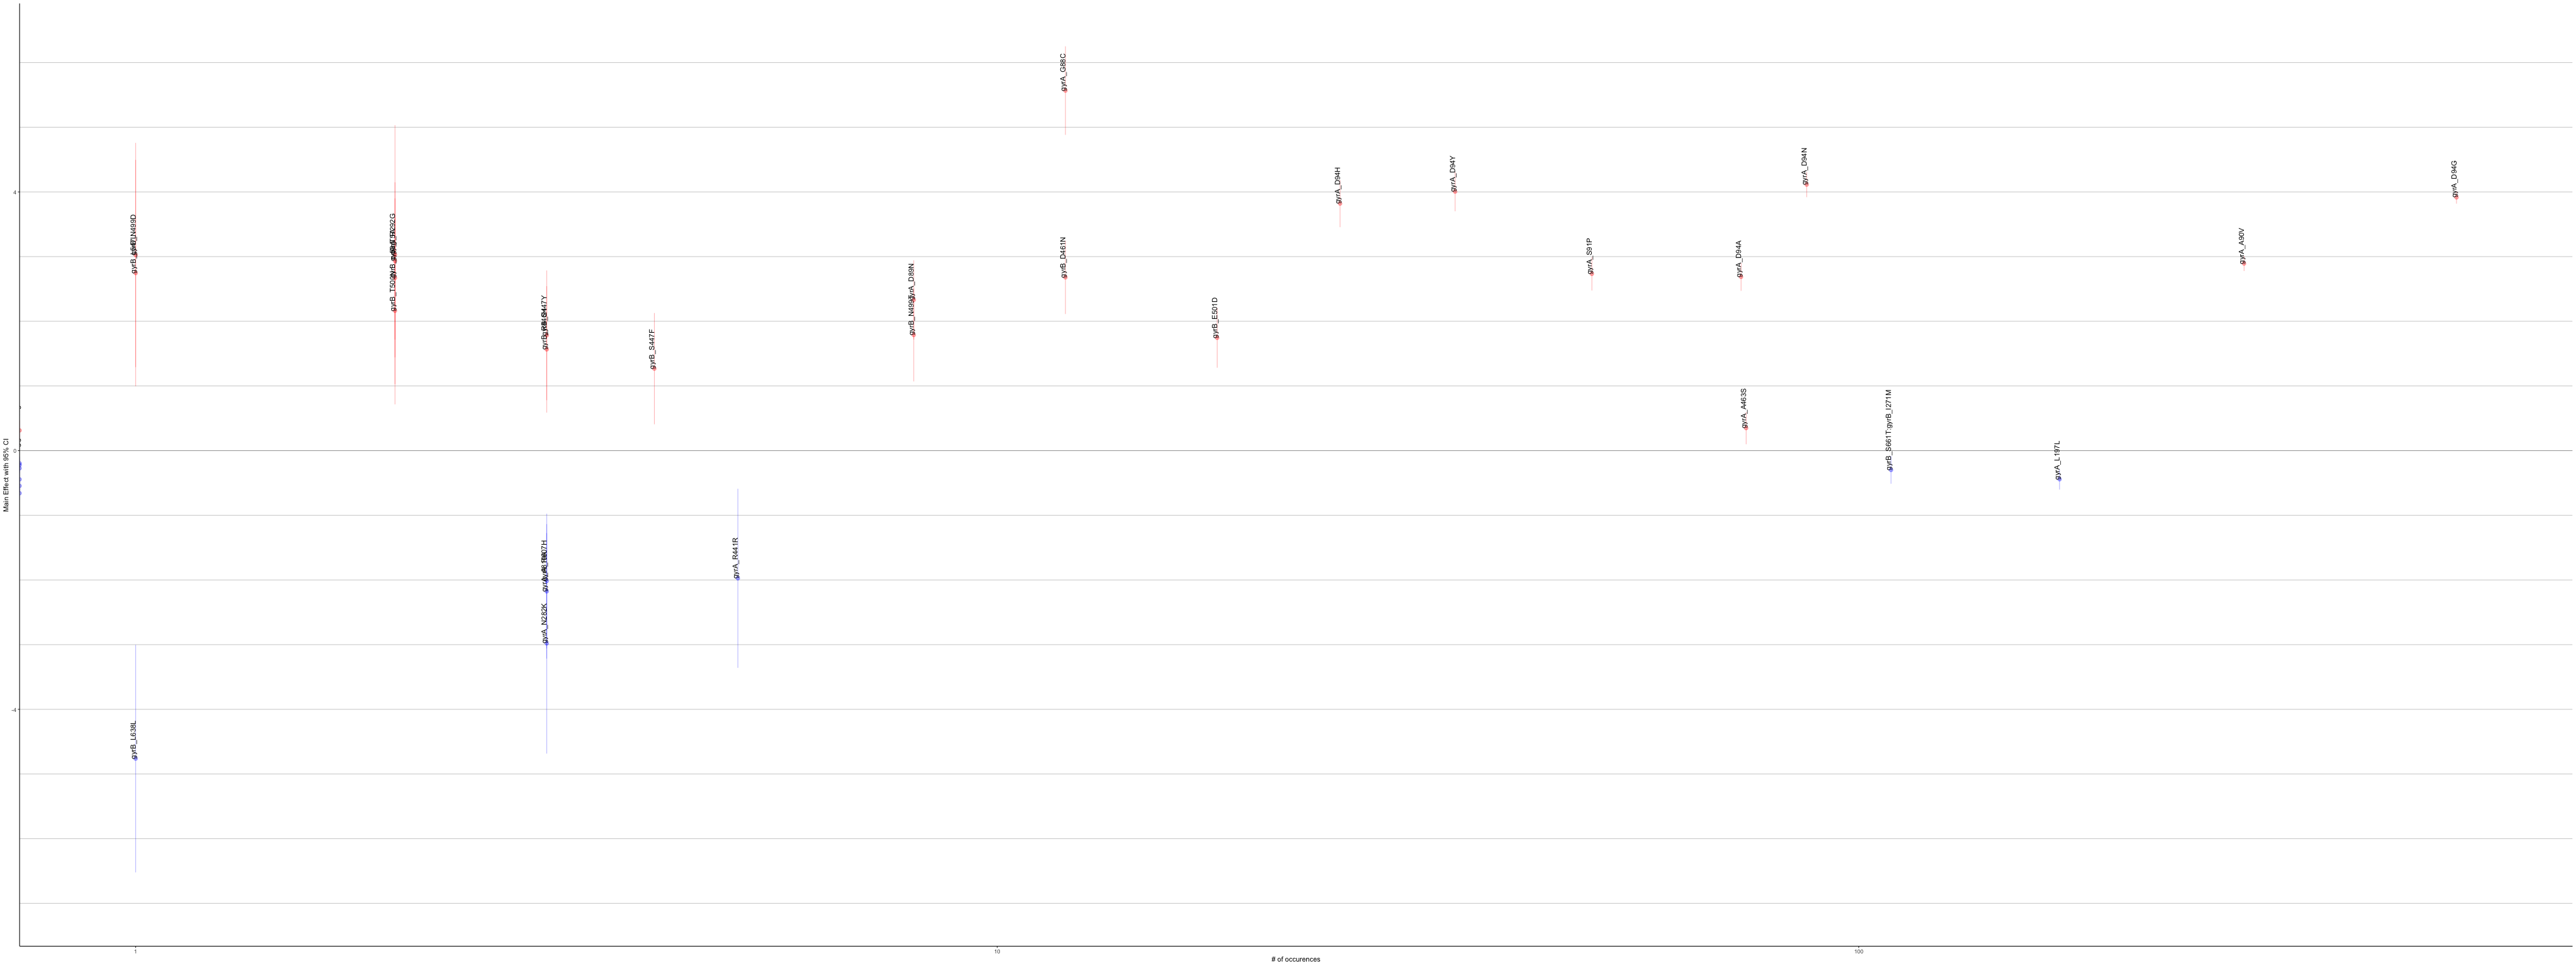 gyrA_G88C
gyrA_D94N
gyrA_D94Y
gyrA_D94G
gyrA_D94H
4
gyrB_N499D
gyrA_A90V
gyrB_D461N
gyrA_S91P
gyrA_D94A
gyrA_D89N
gyrB_E501D
gyrB_S447F
gyrA_A463S
gyrB_S661T:gyrB_I271M
0
Main Effect with 95% CI
gyrA_L197L
gyrA_R441R
gyrA_N282K
-4
gyrB_L638L
1
10
100
# of occurences